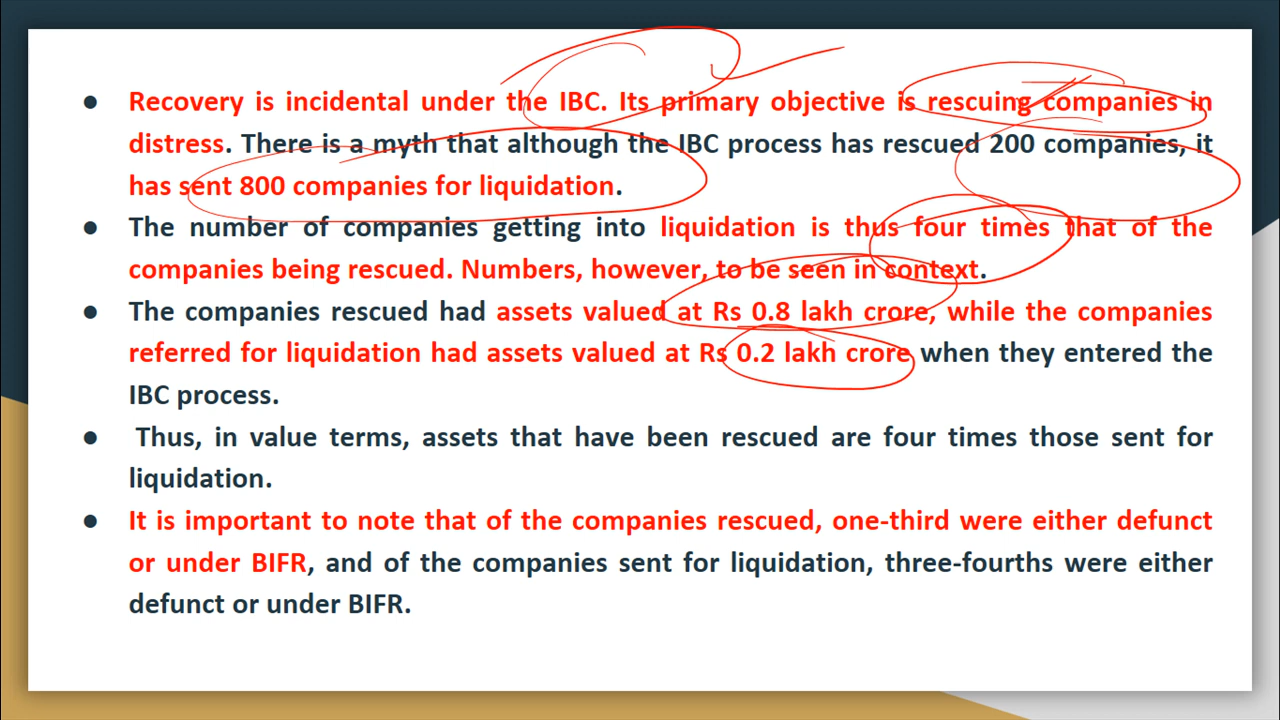 ● Recovery is incidental under the IBC. Its primary objective is rescuing companies in
distress. There is a myth that although the IBC process has rescued 200 companies, it
has sent 800 companies for liquidation.
● The number of companies getting into liquidation is thus four times that of the
companies being rescued. Numbers, however, to be seen in context.
● The companies rescued had assets valued at Rs 0.8 lakh crore, while the companies
referred for liquidation had assets valued at Rs 0.2 lakh crore when they entered the
IBC process.
● Thus, in value terms, assets that have been rescued are four times those sent for
liquidation.
● It is important to note that of the companies rescued, one-third were either defunct
or under BIFR, and of the companies sent for liquidation, three-fourths were either
defunct or under BIFR.